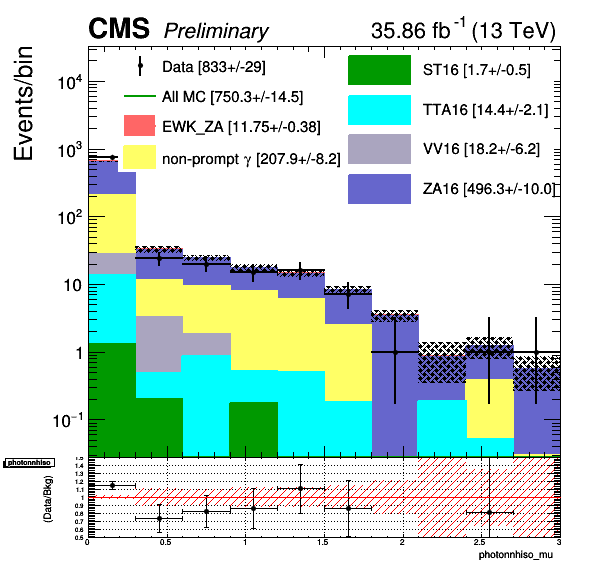 CMS Preliminary 35.86 fb⁻¹ (13 TeV)
Events/bin
Data [833+/-29]
All MC [750.3+/-14.5]
EWK_ZA [11.75+/-0.38]
non-prompt γ [207.9+/-8.2]
ST16 [1.7+/-0.5]
TTA16 [14.4+/-2.1]
VV16 [18.2+/-6.2]
ZA16 [496.3+/-10.0]
10⁴
10³
10²
10
1
10⁻¹
photonnhiso
(Data/Bkg)
1.5
1.4
1.3
1.2
1.1
1
0.9
0.8
0.7
0.6
0.5
0 0.5 1 1.5 2 2.5 3
photonnhiso_mu